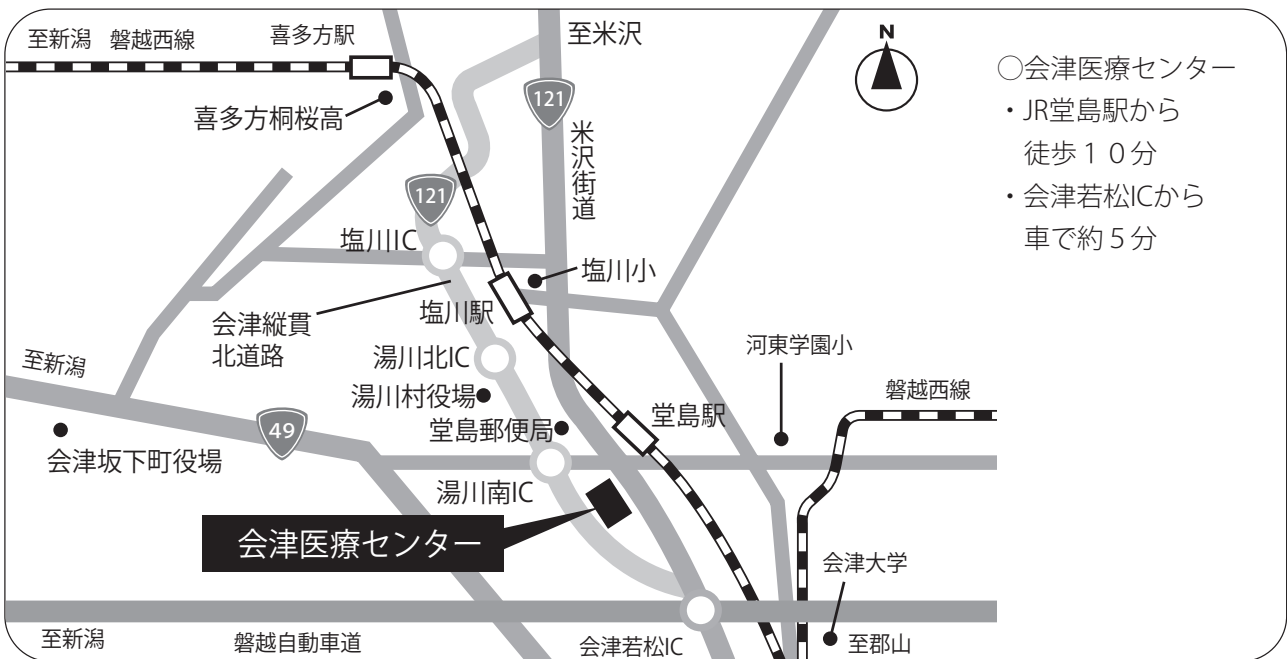 至新潟
磐越西線
喜多方駅
至米沢
N
喜多方桐桜高
121
米沢街道
121
塩川IC
塩川小
塩川駅
会津縦貫
北道路
至新潟
湯川北IC
河東学園小
磐越西線
湯川村役場
49
堂島郵便局
堂島駅
会津坂下町役場
湯川南IC
会津医療センター
会津大学
至新潟
磐越自動車道
会津若松IC
至郡山
○会津医療センター
・JR堂島駅から
徒歩１０分
・会津若松ICから
車で約５分